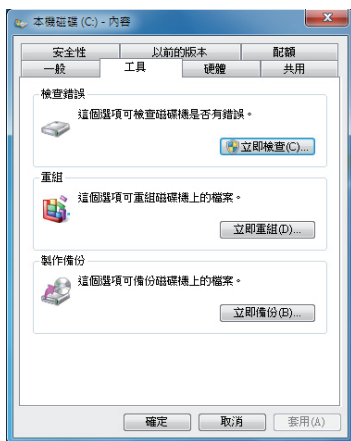 本機磁碟 (C:) - 內容
安全性 以前的版本 配額
一般 工具 硬體 共用
檢查錯誤
這個選項可檢查磁碟機是否有錯誤。
立即檢查(C)...
重組
這個選項可重組磁碟機上的檔案。
立即重組(D)...
製作備份
這個選項可備份磁碟機上的檔案。
立即備份(B)...
確定 取消 套用(A)